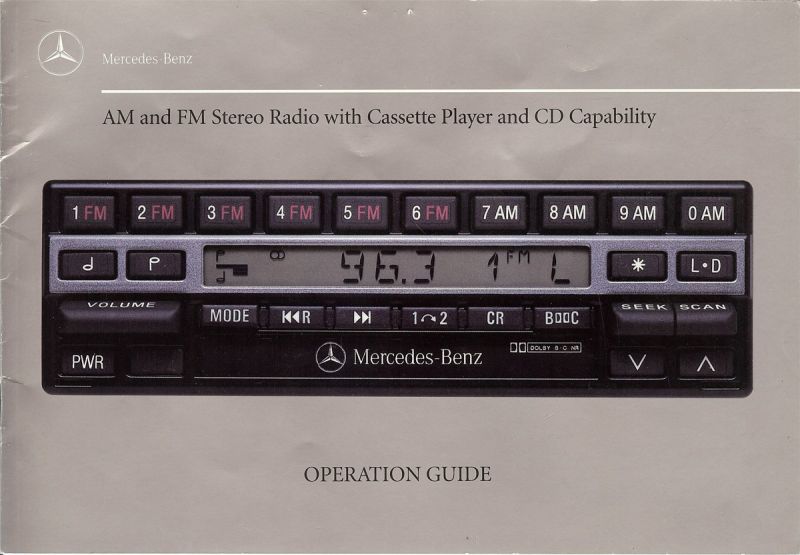 Mercedes-Benz
AM and FM Stereo Radio with Cassette Player and CD Capability
1 FM 2 FM 3 FM 4 FM 5 FM 6 FM 7 AM 8 AM 9 AM 0 AM
96.3 1 FM L
* L•D
VOLUME MODE ◀◀R ▶▶ 1↷2 CR B▯▯C SEEK SCAN
PWR Mercedes-Benz DOLBY B·C NR
OPERATION GUIDE